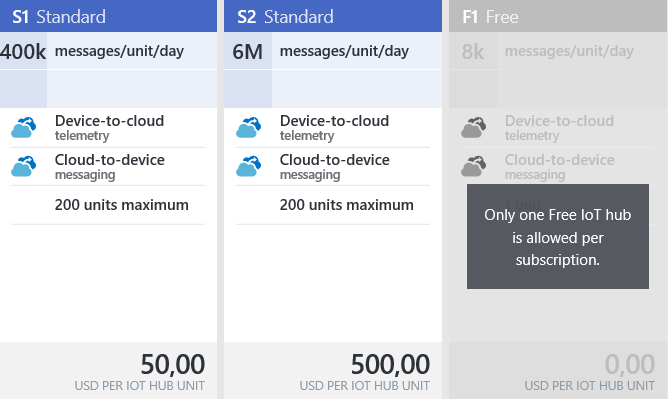 S1 Standard
400k messages/unit/day
Device-to-cloud
telemetry
Cloud-to-device
messaging
200 units maximum
50,00
USD PER IOT HUB UNIT
S2 Standard
6M messages/unit/day
Device-to-cloud
telemetry
Cloud-to-device
messaging
200 units maximum
500,00
USD PER IOT HUB UNIT
F1 Free
8k messages/unit/day
Device-to-cloud
telemetry
Cloud-to-device
messaging
Only one Free IoT hub
is allowed per
subscription.
0,00
USD PER IOT HUB UNIT